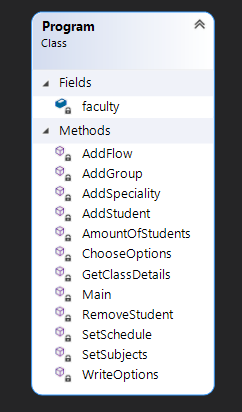 Program
Class
Fields
faculty
Methods
AddFlow
AddGroup
AddSpeciality
AddStudent
AmountOfStudents
ChooseOptions
GetClassDetails
Main
RemoveStudent
SetSchedule
SetSubjects
WriteOptions